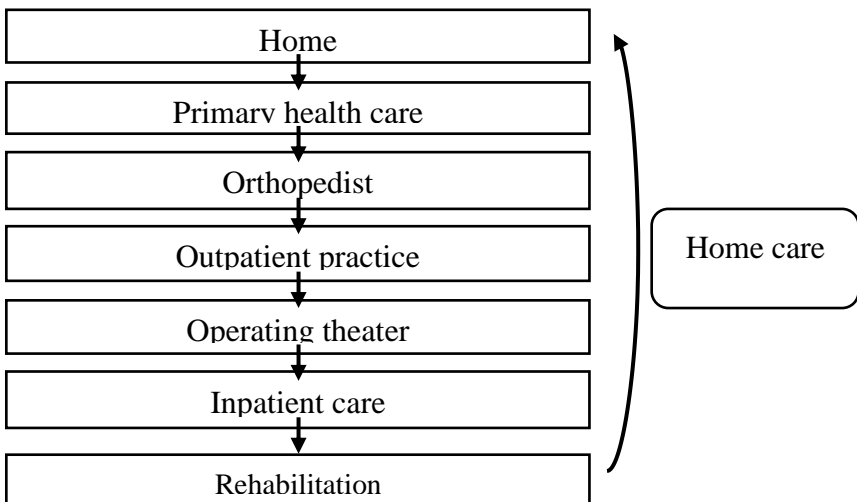 Home
Primary health care
Orthopedist
Outpatient practice
Home care
Operating theater
Inpatient care
Rehabilitation